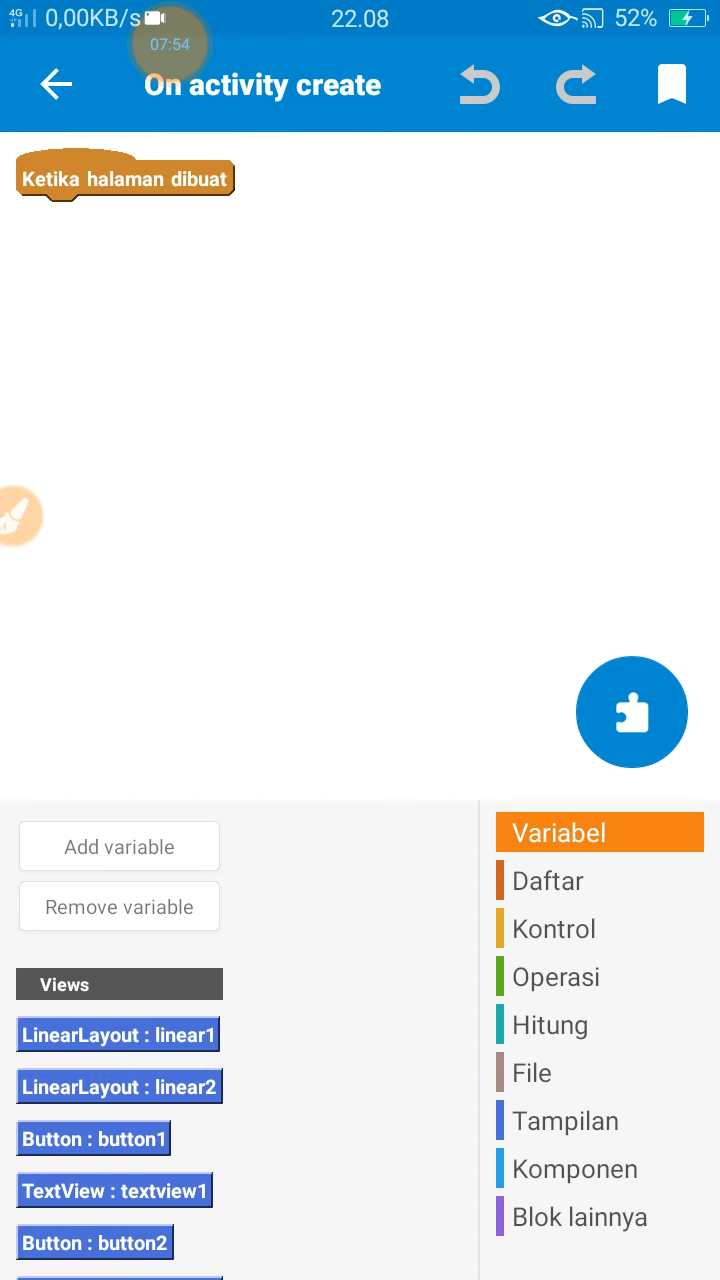 4G 0,00KB/s 22.08 52%
07:54
On activity create
Ketika halaman dibuat
Add variable
Remove variable
Views
LinearLayout : linear1
LinearLayout : linear2
Button : button1
TextView : textview1
Button : button2
Variabel
Daftar
Kontrol
Operasi
Hitung
File
Tampilan
Komponen
Blok lainnya